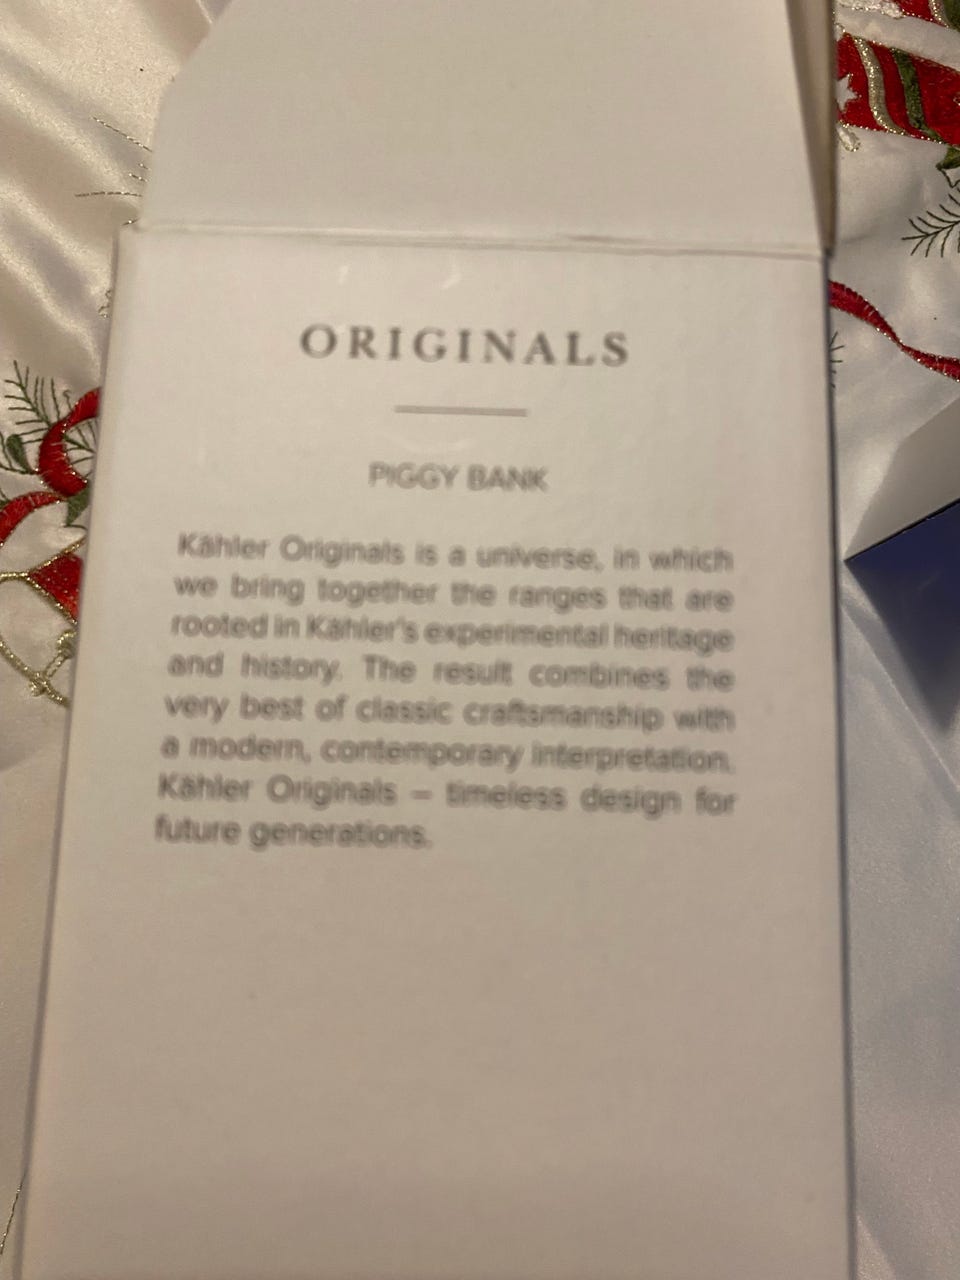 ORIGINALS
PIGGY BANK
Kähler Originals is a universe, in which
we bring together the ranges that are
rooted in Kähler's experimental heritage
and history. The result combines the
very best of classic craftsmanship with
a modern, contemporary interpretation.
Kähler Originals – timeless design for
future generations.